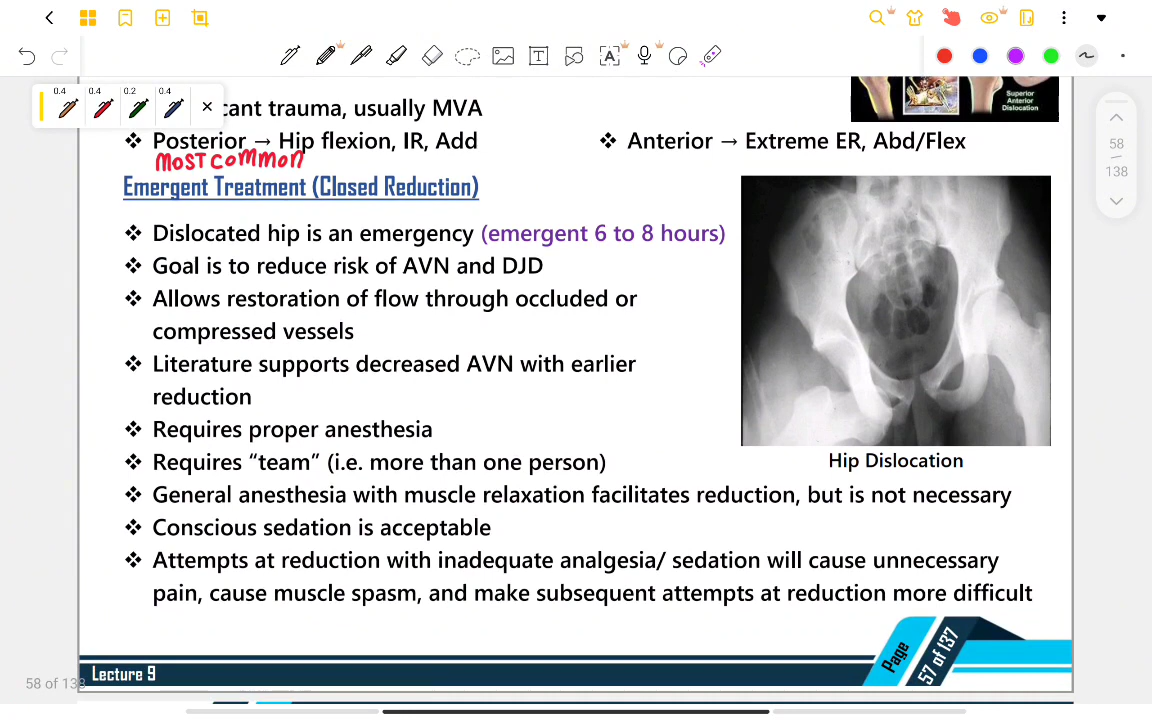 0.4
0.4
0.2
0.4
58
138
Superior
Anterior
Dislocation
cant trauma, usually MVA
❖ Posterior → Hip flexion, IR, Add
❖ Anterior → Extreme ER, Abd/Flex
MOST COMMON
Emergent Treatment (Closed Reduction)
❖ Dislocated hip is an emergency (emergent 6 to 8 hours)
❖ Goal is to reduce risk of AVN and DJD
❖ Allows restoration of flow through occluded or
compressed vessels
❖ Literature supports decreased AVN with earlier
reduction
❖ Requires proper anesthesia
❖ Requires “team” (i.e. more than one person)
Hip Dislocation
❖ General anesthesia with muscle relaxation facilitates reduction, but is not necessary
❖ Conscious sedation is acceptable
❖ Attempts at reduction with inadequate analgesia/ sedation will cause unnecessary
pain, cause muscle spasm, and make subsequent attempts at reduction more difficult
Lecture 9
Page
57 of 137
58 of 138